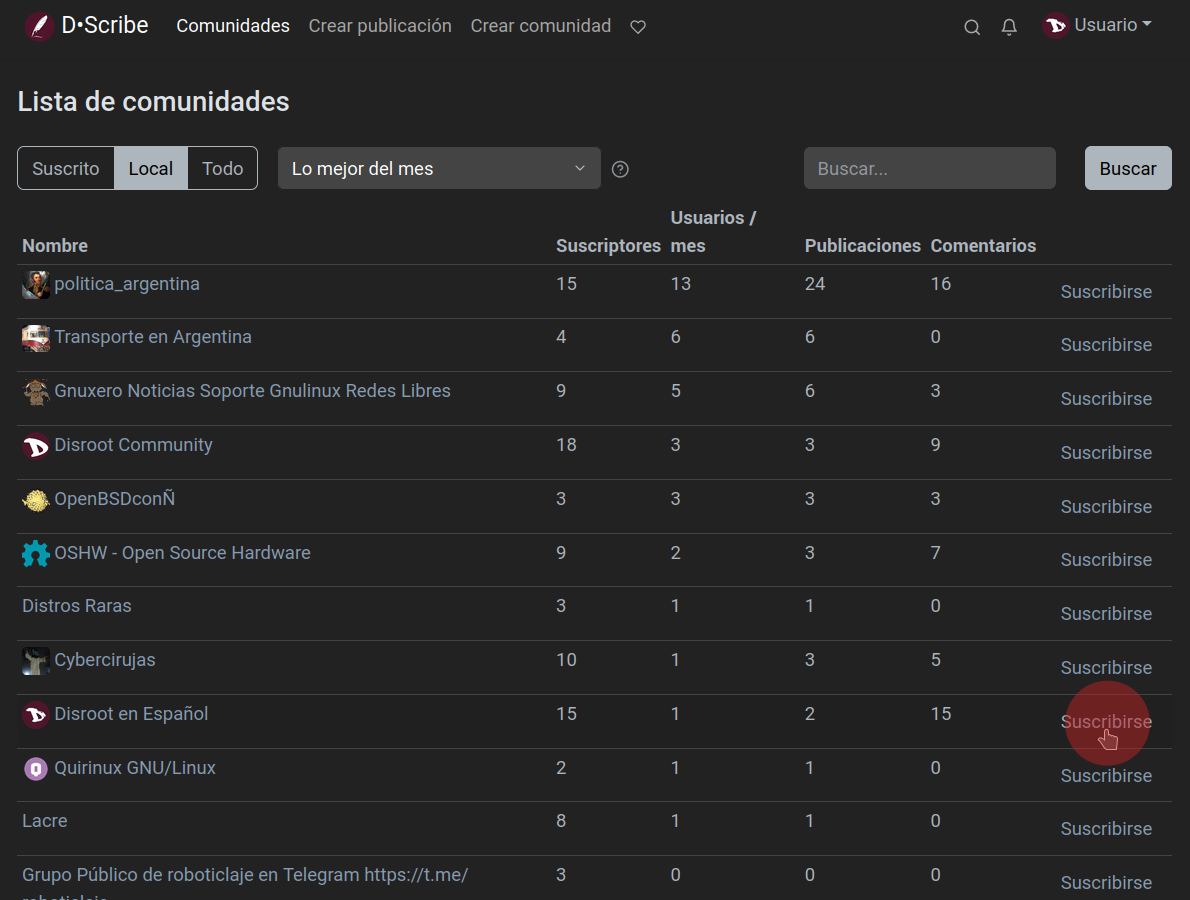 D•Scribe Comunidades Crear publicación Crear comunidad Usuario
Lista de comunidades
Suscrito Local Todo Lo mejor del mes Buscar... Buscar
Nombre Suscriptores Usuarios / mes Publicaciones Comentarios
politica_argentina 15 13 24 16 Suscribirse
Transporte en Argentina 4 6 6 0 Suscribirse
Gnuxero Noticias Soporte Gnulinux Redes Libres 9 5 6 3 Suscribirse
Disroot Community 18 3 3 9 Suscribirse
OpenBSDconÑ 3 3 3 3 Suscribirse
OSHW - Open Source Hardware 9 2 3 7 Suscribirse
Distros Raras 3 1 1 0 Suscribirse
Cybercirujas 10 1 3 5 Suscribirse
Disroot en Español 15 1 2 15 Suscribirse
Quirinux GNU/Linux 2 1 1 0 Suscribirse
Lacre 8 1 1 0 Suscribirse
Grupo Público de roboticlaje en Telegram https://t.me/ 3 0 0 0 Suscribirse